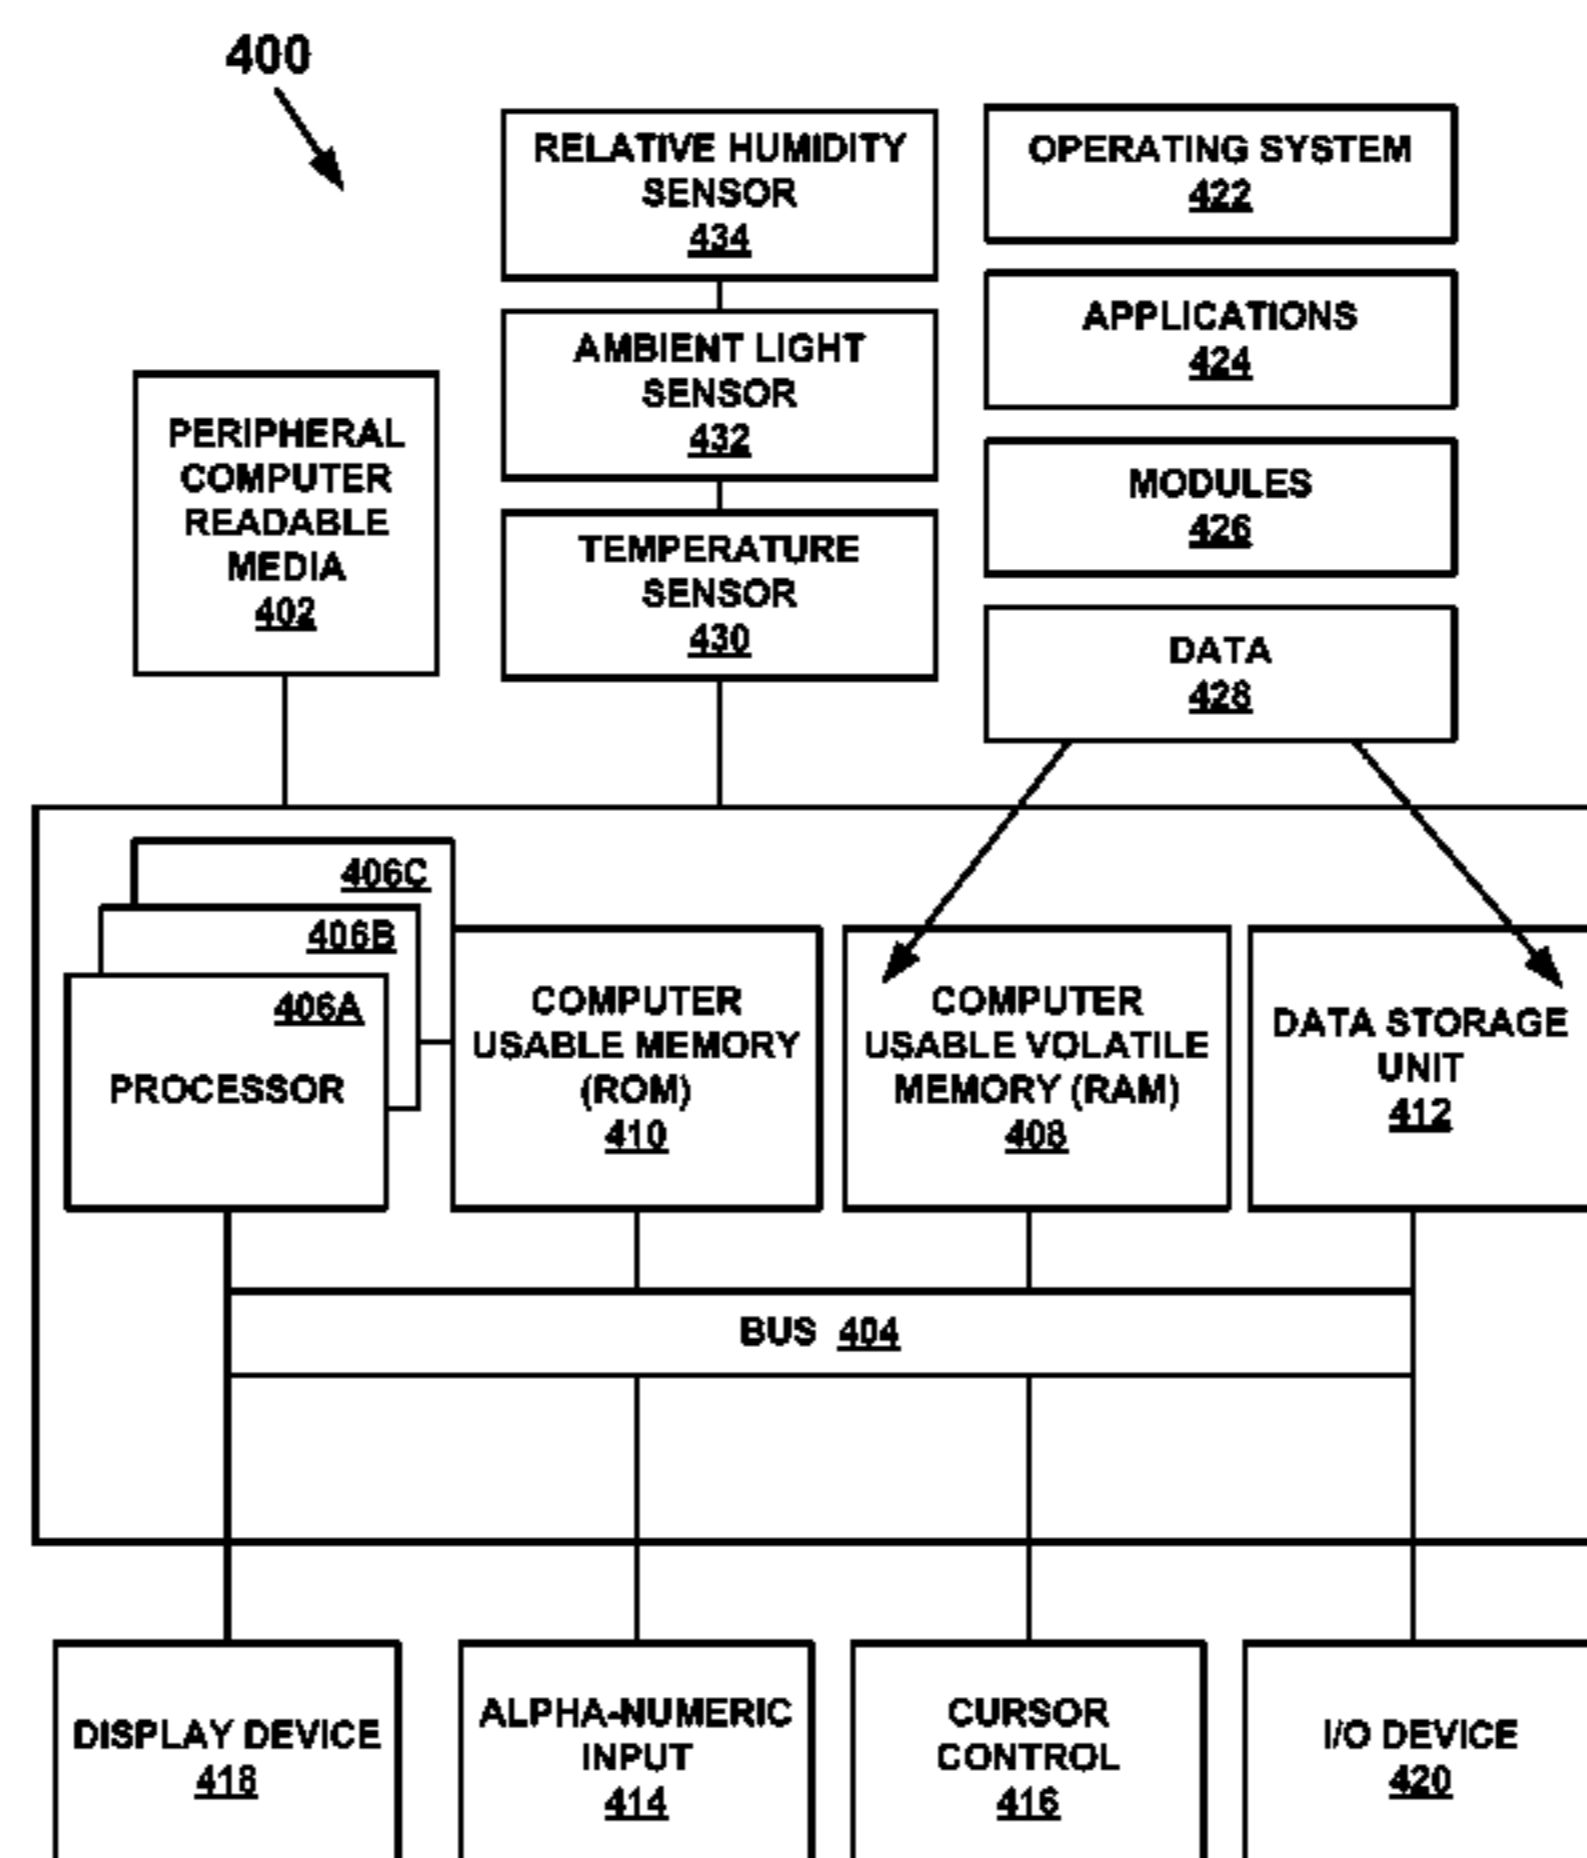 400
RELATIVE HUMIDITY
SENSOR
434
OPERATING SYSTEM
422
APPLICATIONS
424
AMBIENT LIGHT
SENSOR
432
PERIPHERAL
COMPUTER
READABLE
MEDIA
402
MODULES
426
TEMPERATURE
SENSOR
430
DATA
428
406C
406B
406A
PROCESSOR
COMPUTER
USABLE MEMORY
(ROM)
410
COMPUTER
USABLE VOLATILE
MEMORY (RAM)
408
DATA STORAGE
UNIT
412
BUS 404
DISPLAY DEVICE
418
ALPHA-NUMERIC
INPUT
414
CURSOR
CONTROL
416
I/O DEVICE
420